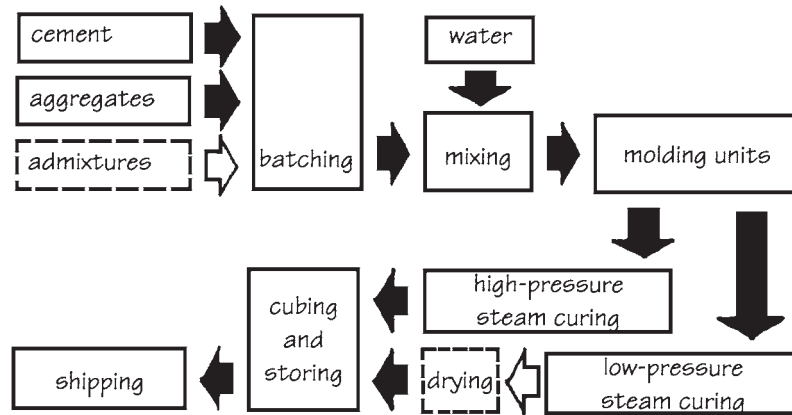 cement
water
aggregates
admixtures
batching
mixing
molding units
high-pressure
steam curing
cubing
and
storing
low-pressure
steam curing
drying
shipping